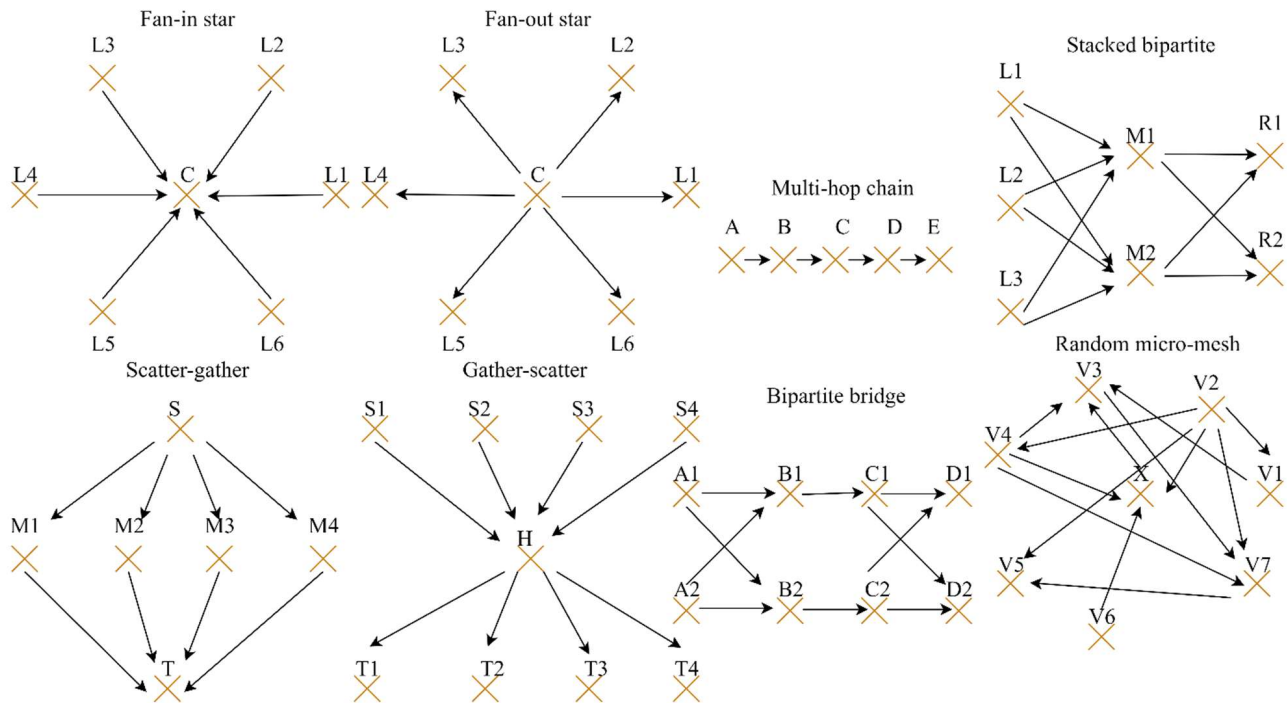 Fan-in star
L3
L2
L4
C
L1
L5
L6
Fan-out star
L3
L2
L4
C
L1
L5
L6
Multi-hop chain
A B C D E
Stacked bipartite
L1
M1
R1
L2
M2
R2
L3
Scatter-gather
S
M1 M2 M3 M4
T
Gather-scatter
S1 S2 S3 S4
H
T1 T2 T3 T4
Bipartite bridge
A1 B1 C1 D1
A2 B2 C2 D2
Random micro-mesh
V3
V2
V4
X
V1
V5
V7
V6